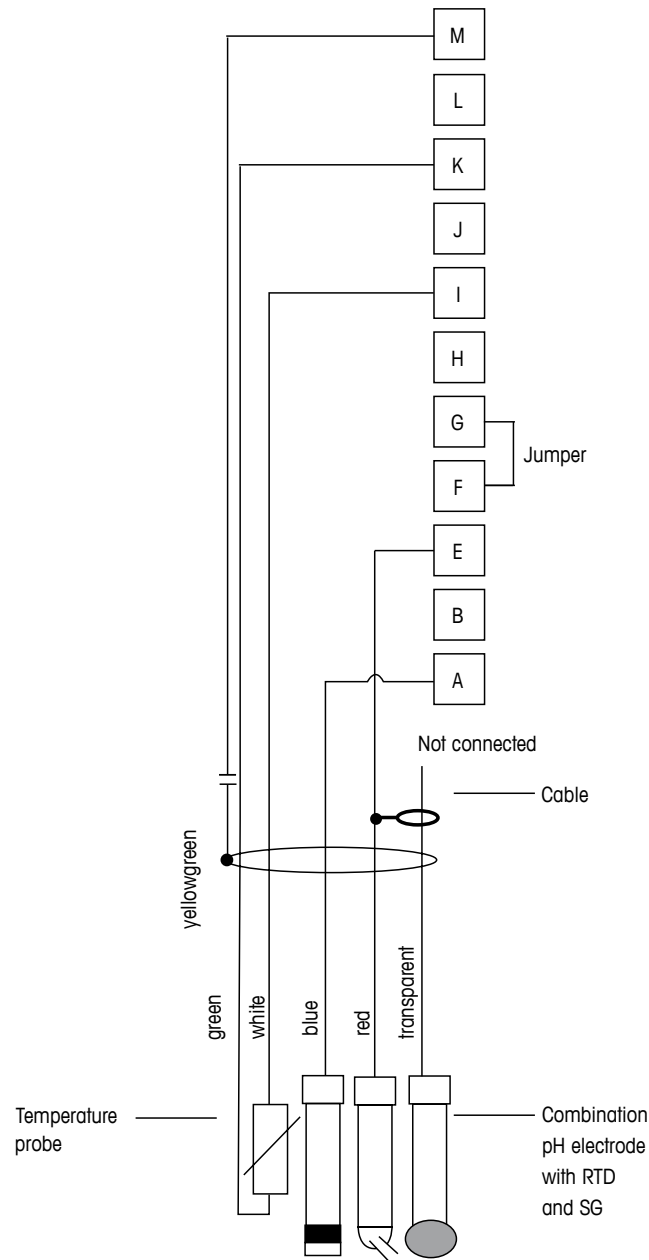 M
L
K
J
I
H
G
Jumper
F
E
B
A
Not connected
Cable
yellowgreen
green
white
blue
red
transparent
Temperature
probe
Combination
pH electrode
with RTD
and SG